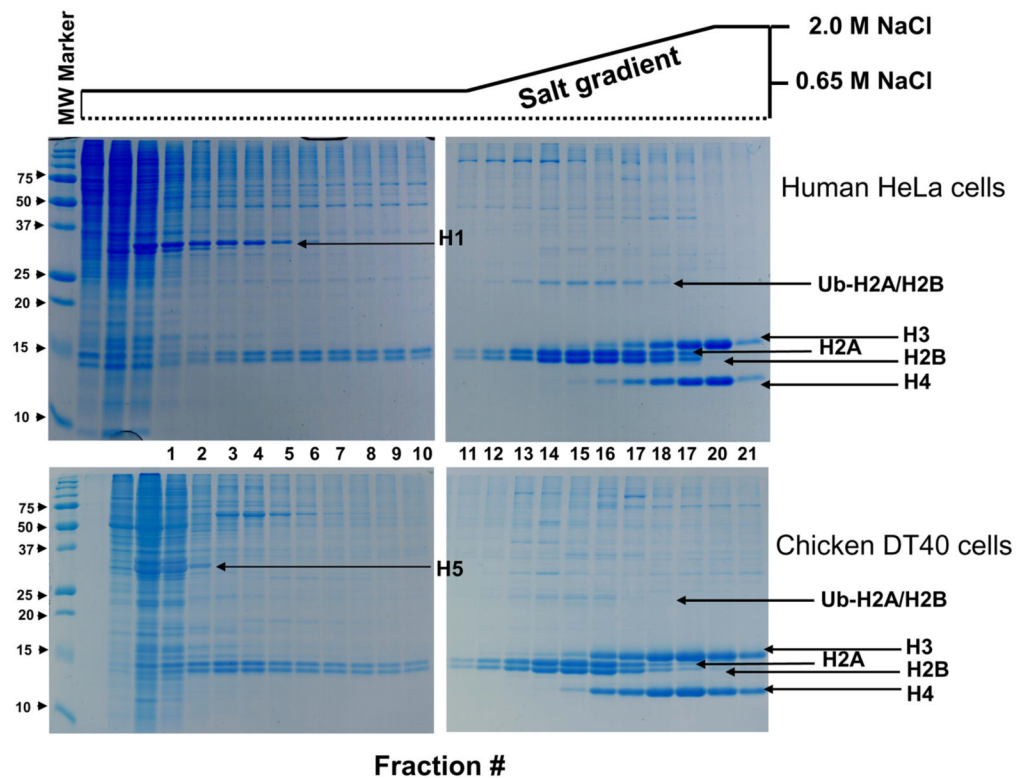 MW Marker
2.0 M NaCl
Salt gradient
0.65 M NaCl
75
50
37
25
20
15
10
H1
Human HeLa cells
Ub-H2A/H2B
H3
H2A
H2B
H4
1 2 3 4 5 6 7 8 9 10 11 12 13 14 15 16 17 18 17 20 21
75
50
37
25
20
15
10
H5
Chicken DT40 cells
Ub-H2A/H2B
H3
H2A
H2B
H4
Fraction #